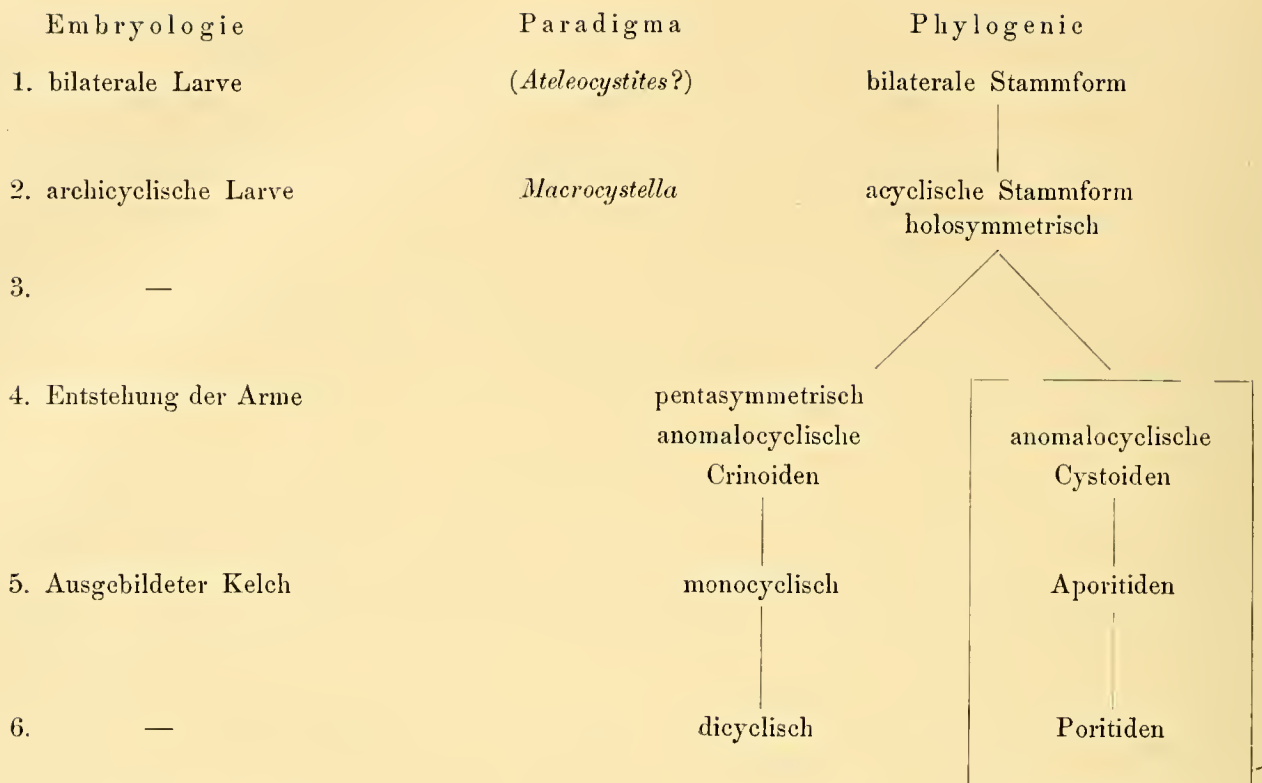 Embryologie Paradigma Phylogenie
1. bilaterale Larve (Ateleocystites?) bilaterale Stammform
2. archicyclische Larve Macrocystella acyclische Stammform
holosymmetrisch
3. —
4. Entstehung der Arme pentasymmetrisch
anomalocyclische anomalocyclische
Crinoiden Cystoiden
5. Ausgebildeter Kelch monocyclisch Aporitiden
6. — dicyclisch Poritiden